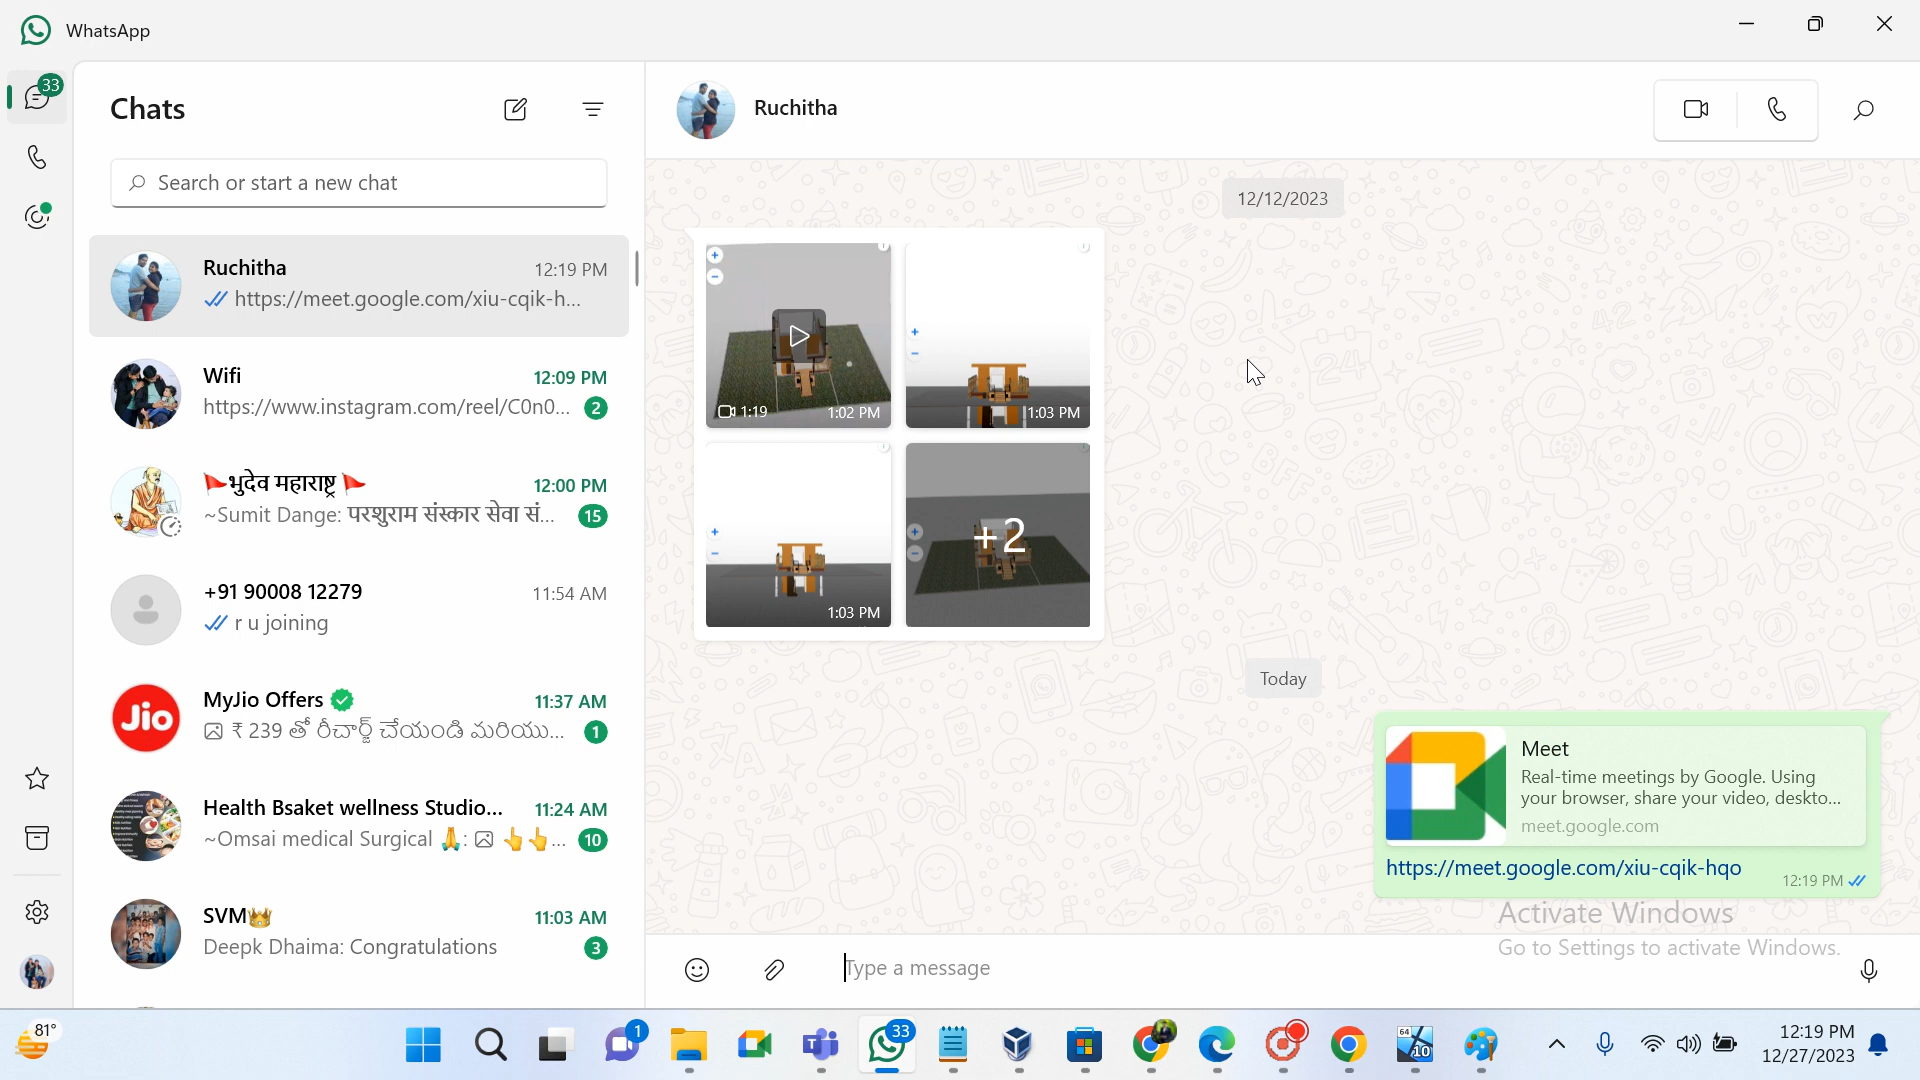 WhatsApp
33
Chats
Search or start a new chat
Ruchitha
12:19 PM
https://meet.google.com/xiu-cqik-h...
Wifi
12:09 PM
https://www.instagram.com/reel/C0n0...
2
🚩भुदेव महाराष्ट्र🚩
12:00 PM
~Sumit Dange: परशुराम संस्कार सेवा सं...
15
+91 90008 12279
11:54 AM
r u joining
Jio
MyJio Offers
11:37 AM
₹ 239 తో రీచార్జ్ చేయండి మరియు...
1
Health Bsaket wellness Studio...
11:24 AM
~Omsai medical Surgical 🙏: 👆👆...
10
SVM👑
11:03 AM
Deepk Dhaima: Congratulations
3
Ruchitha
12/12/2023
1:19
1:02 PM
1:03 PM
1:03 PM
+2
Today
Meet
Real-time meetings by Google. Using
your browser, share your video, deskto...
meet.google.com
https://meet.google.com/xiu-cqik-hqo
12:19 PM
Activate Windows
Go to Settings to activate Windows.
Type a message
81°
1
33
64
10
12:19 PM
12/27/2023